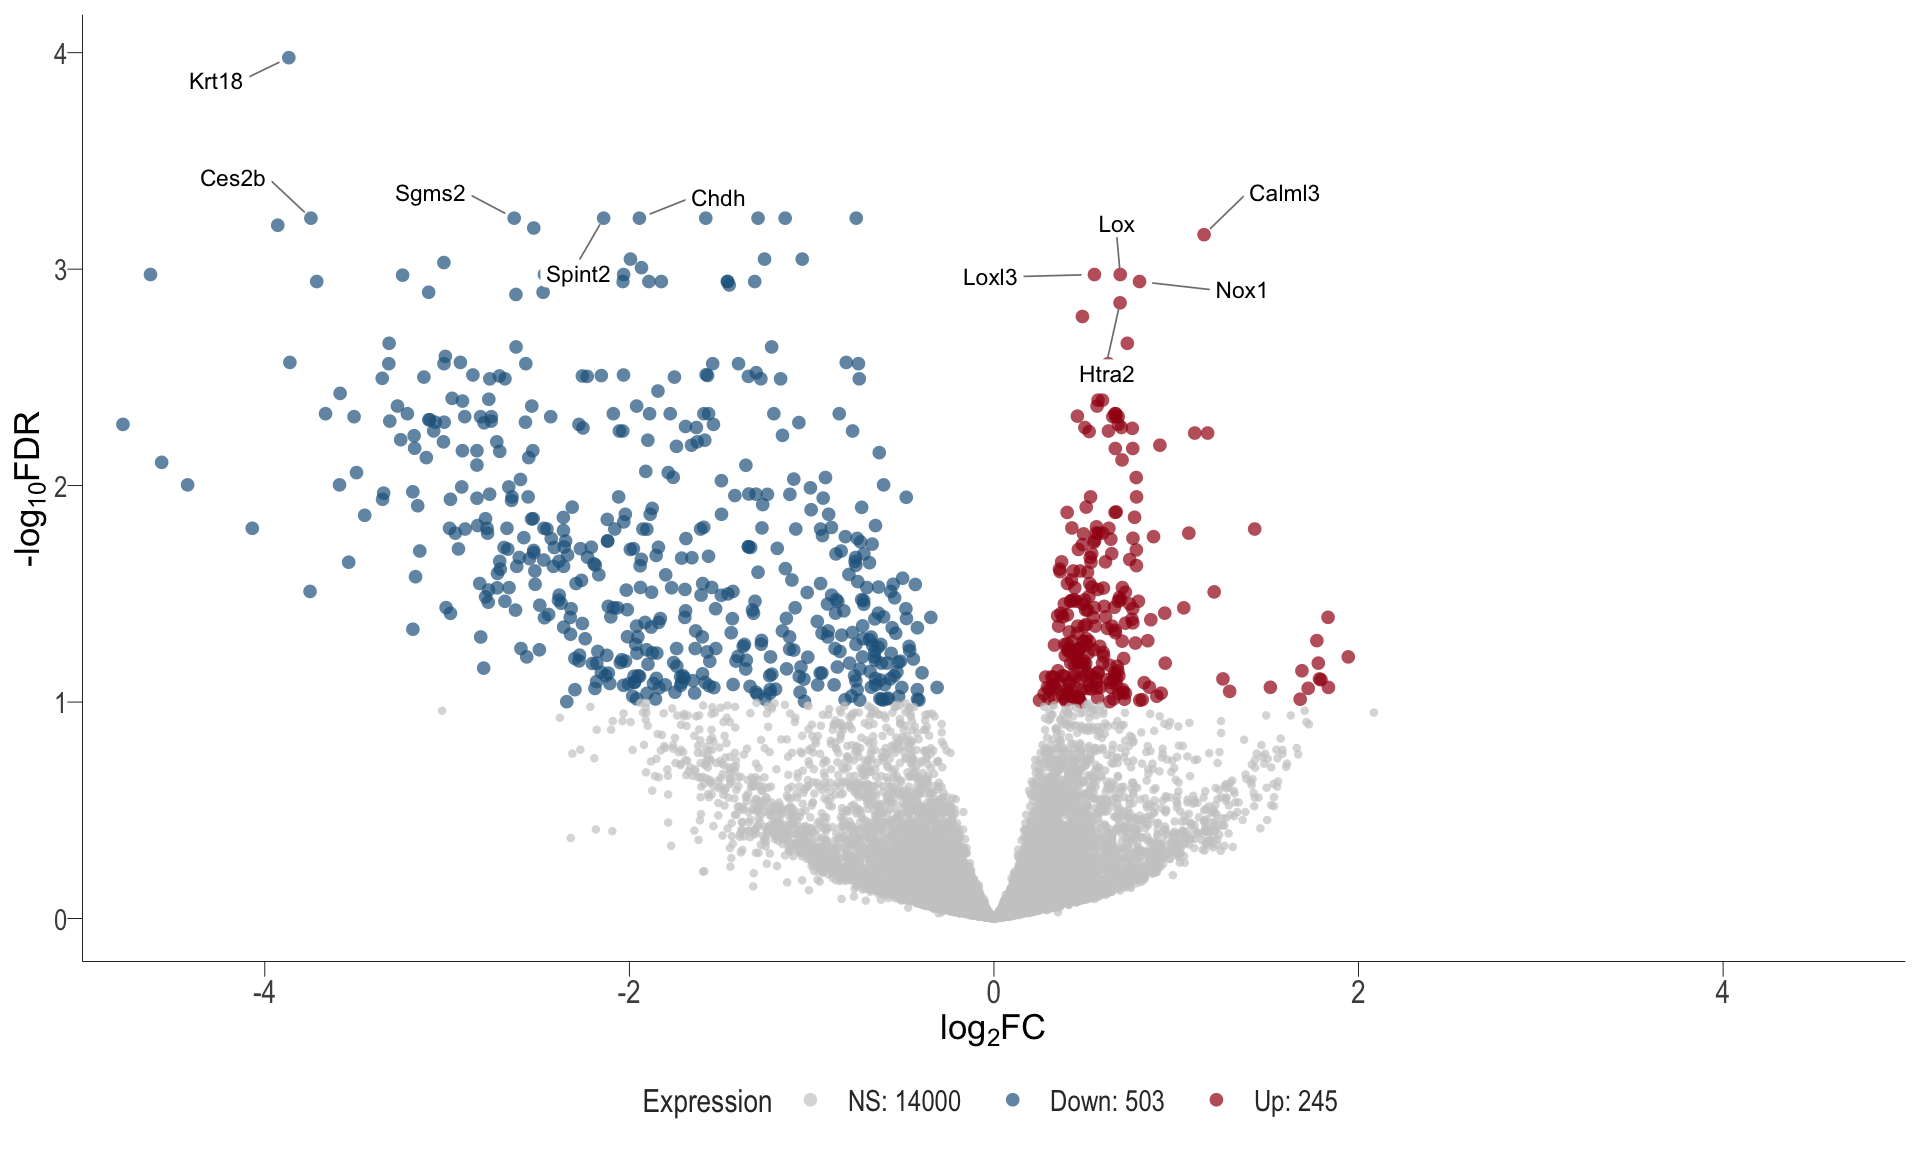 4
Krt18
Ces2b
Sgms2
Chdh
Calml3
Lox
3
Spint2
Loxl3
Nox1
Htra2
-log10FDR
2
1
0
-4
-2
0
2
4
log2FC
Expression NS: 14000 Down: 503 Up: 245